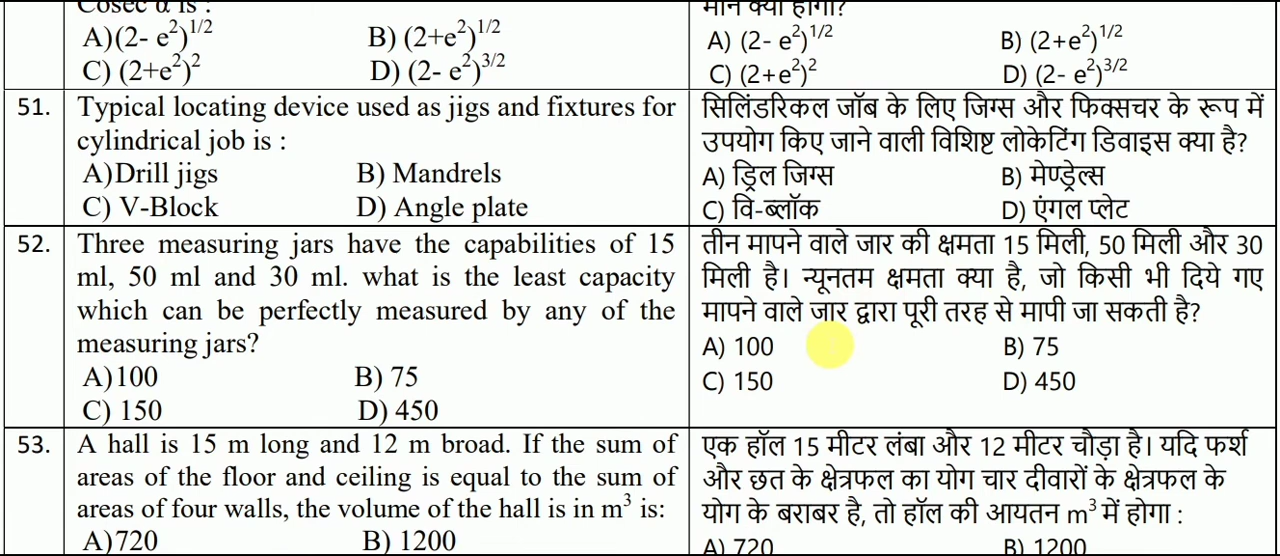 Cosec α is :
A)(2- e²)^1/2 B) (2+e²)^1/2
C) (2+e²)² D) (2- e²)^3/2
मान क्या होगा?
A) (2- e²)^1/2 B) (2+e²)^1/2
C) (2+e²)² D) (2- e²)^3/2
51. Typical locating device used as jigs and fixtures for
cylindrical job is :
A)Drill jigs B) Mandrels
C) V-Block D) Angle plate
सिलिंडरिकल जॉब के लिए जिग्स और फिक्सचर के रूप में
उपयोग किए जाने वाली विशिष्ट लोकेटिंग डिवाइस क्या है?
A) ड्रिल जिग्स B) मेण्ड्रेल्स
C) वि-ब्लॉक D) एंगल प्लेट
52. Three measuring jars have the capabilities of 15
ml, 50 ml and 30 ml. what is the least capacity
which can be perfectly measured by any of the
measuring jars?
A)100 B) 75
C) 150 D) 450
तीन मापने वाले जार की क्षमता 15 मिली, 50 मिली और 30
मिली है। न्यूनतम क्षमता क्या है, जो किसी भी दिये गए
मापने वाले जार द्वारा पूरी तरह से मापी जा सकती है?
A) 100 B) 75
C) 150 D) 450
53. A hall is 15 m long and 12 m broad. If the sum of
areas of the floor and ceiling is equal to the sum of
areas of four walls, the volume of the hall is in m³ is:
A)720 B) 1200
एक हॉल 15 मीटर लंबा और 12 मीटर चौड़ा है। यदि फर्श
और छत के क्षेत्रफल का योग चार दीवारों के क्षेत्रफल के
योग के बराबर है, तो हॉल की आयतन m³ में होगा :
A) 720 B) 1200